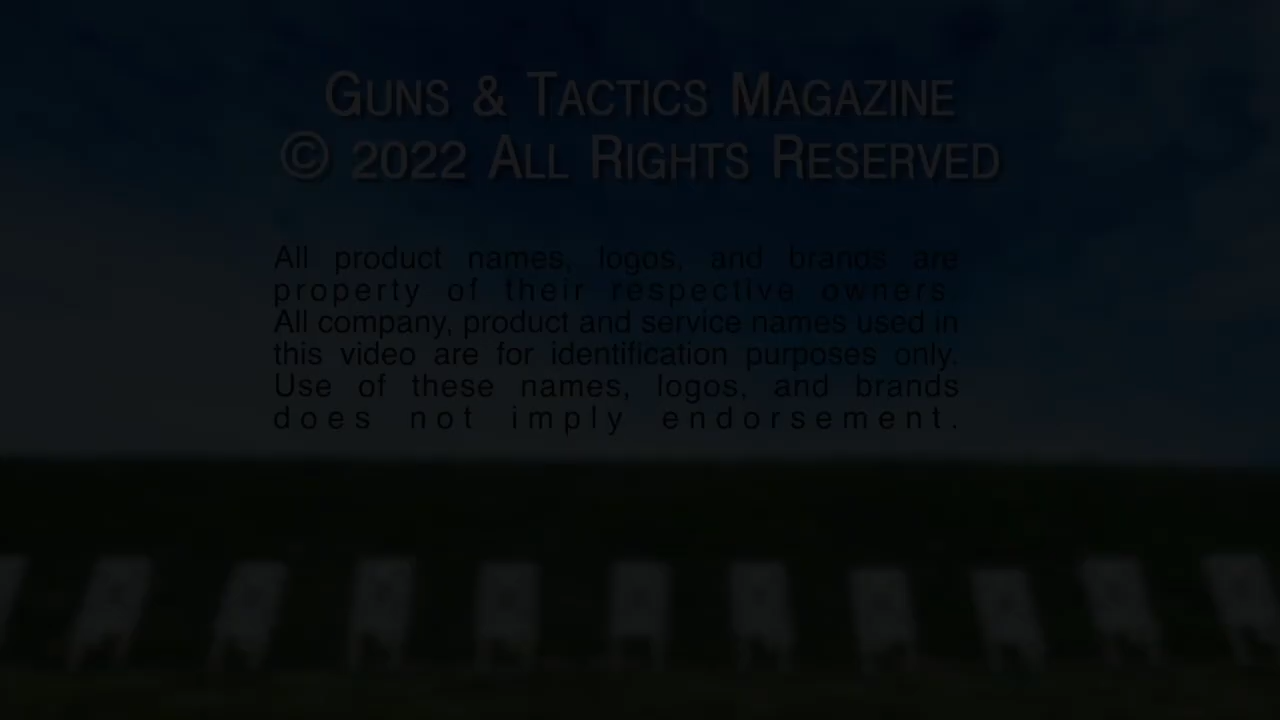 GUNS & TACTICS MAGAZINE
© 2022 ALL RIGHTS RESERVED
All product names, logos, and brands are
property of their respective owners.
All company, product and service names used in
this video are for identification purposes only.
Use of these names, logos, and brands
does not imply endorsement.